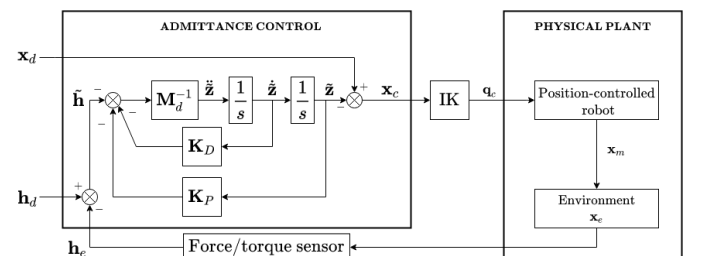 ADMITTANCE CONTROL
PHYSICAL PLANT
x_d
h̃
M_d^{-1}
z̃̈
1/s
z̃̇
1/s
z̃
x_c
IK
q_c
Position-controlled
robot
K_D
x_m
h_d
K_P
Environment
x_e
h_e
Force/torque sensor
− − − − + + −